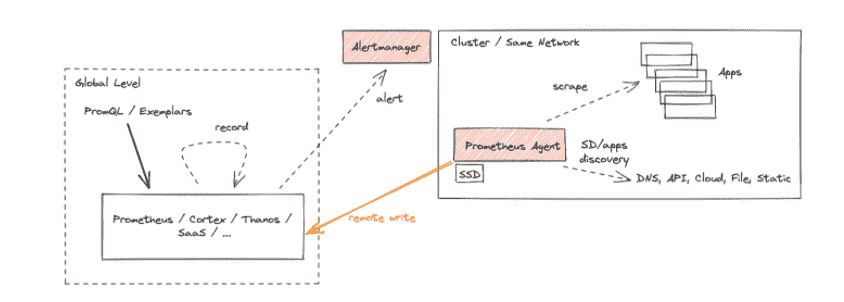 Alertmanager
Cluster / Same Network
Global Level
PromQL / Exemplars
record
alert
scrape
Apps
Prometheus Agent
SSD
SD/apps
discovery
DNS, API, Cloud, File, Static
Prometheus / Cortex / Thanos /
SaaS / ...
remote write